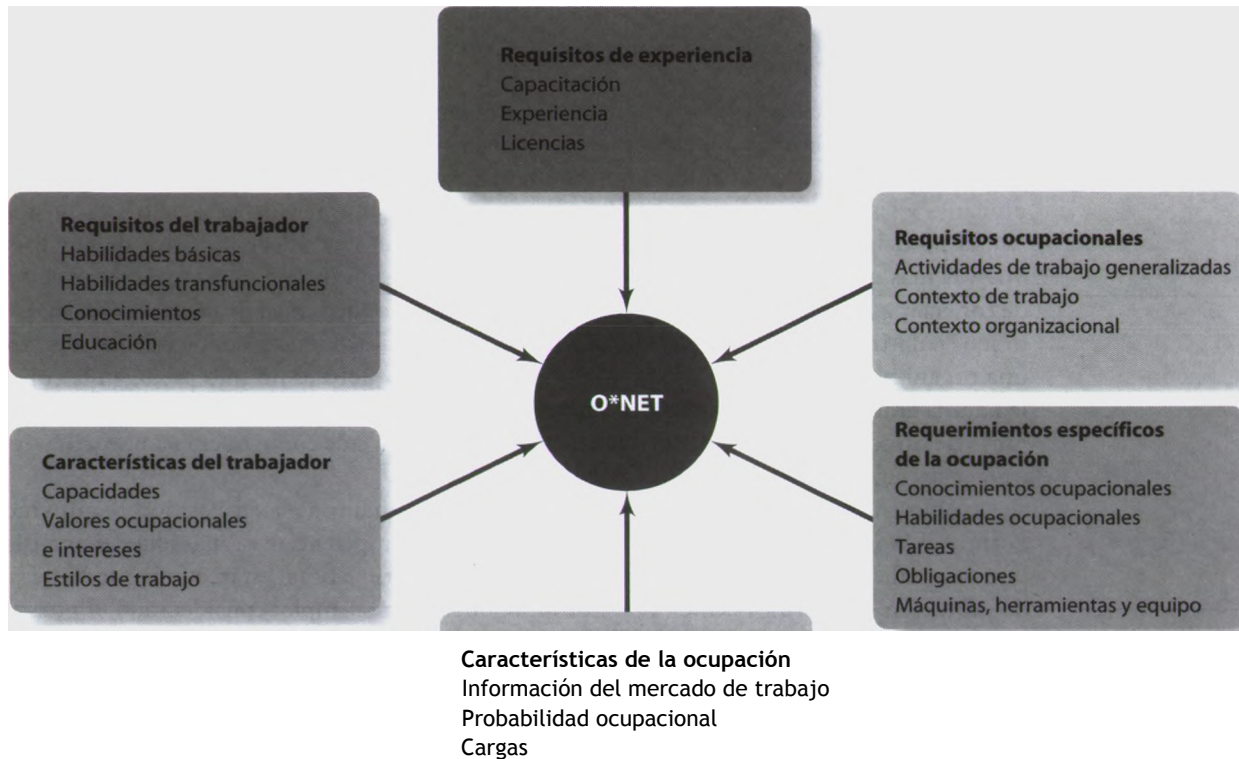 Requisitos de experiencia
Capacitación
Experiencia
Licencias
Requisitos del trabajador
Habilidades básicas
Habilidades transfuncionales
Conocimientos
Educación
Requisitos ocupacionales
Actividades de trabajo generalizadas
Contexto de trabajo
Contexto organizacional
O*NET
Características del trabajador
Capacidades
Valores ocupacionales
e intereses
Estilos de trabajo
Requerimientos específicos
de la ocupación
Conocimientos ocupacionales
Habilidades ocupacionales
Tareas
Obligaciones
Máquinas, herramientas y equipo
Características de la ocupación
Información del mercado de trabajo
Probabilidad ocupacional
Cargas